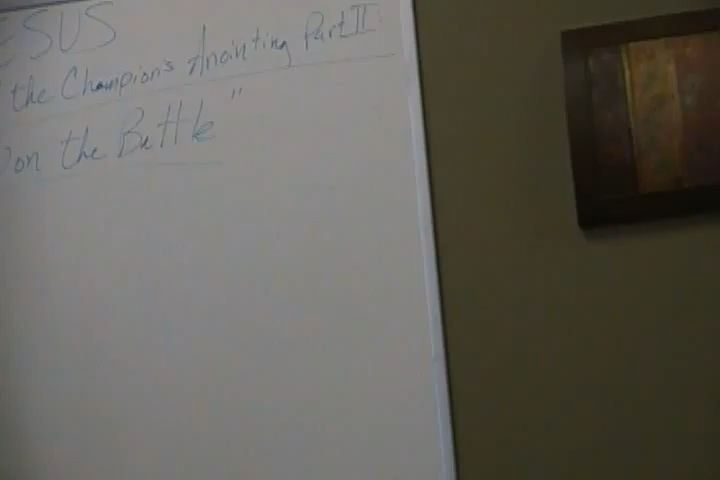 ESUS
the Champion's Anointing Part II
on the Battle"